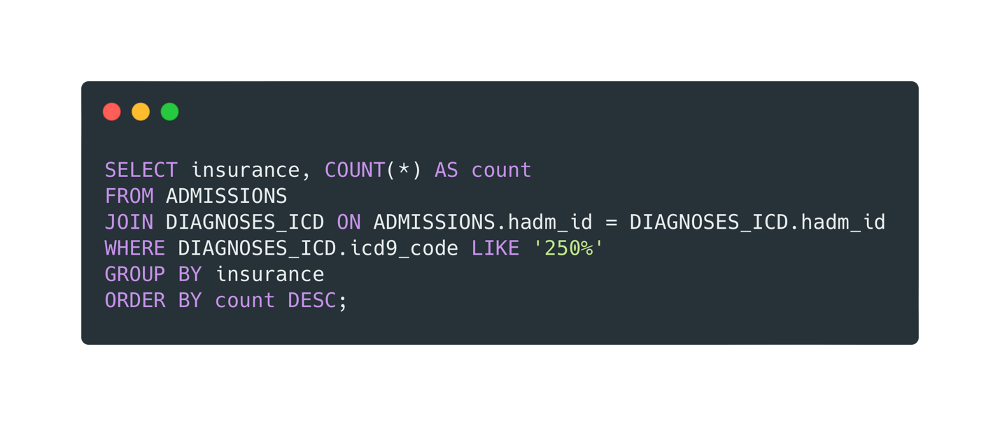 SELECT insurance, COUNT(*) AS count
FROM ADMISSIONS
JOIN DIAGNOSES_ICD ON ADMISSIONS.hadm_id = DIAGNOSES_ICD.hadm_id
WHERE DIAGNOSES_ICD.icd9_code LIKE '250%'
GROUP BY insurance
ORDER BY count DESC;